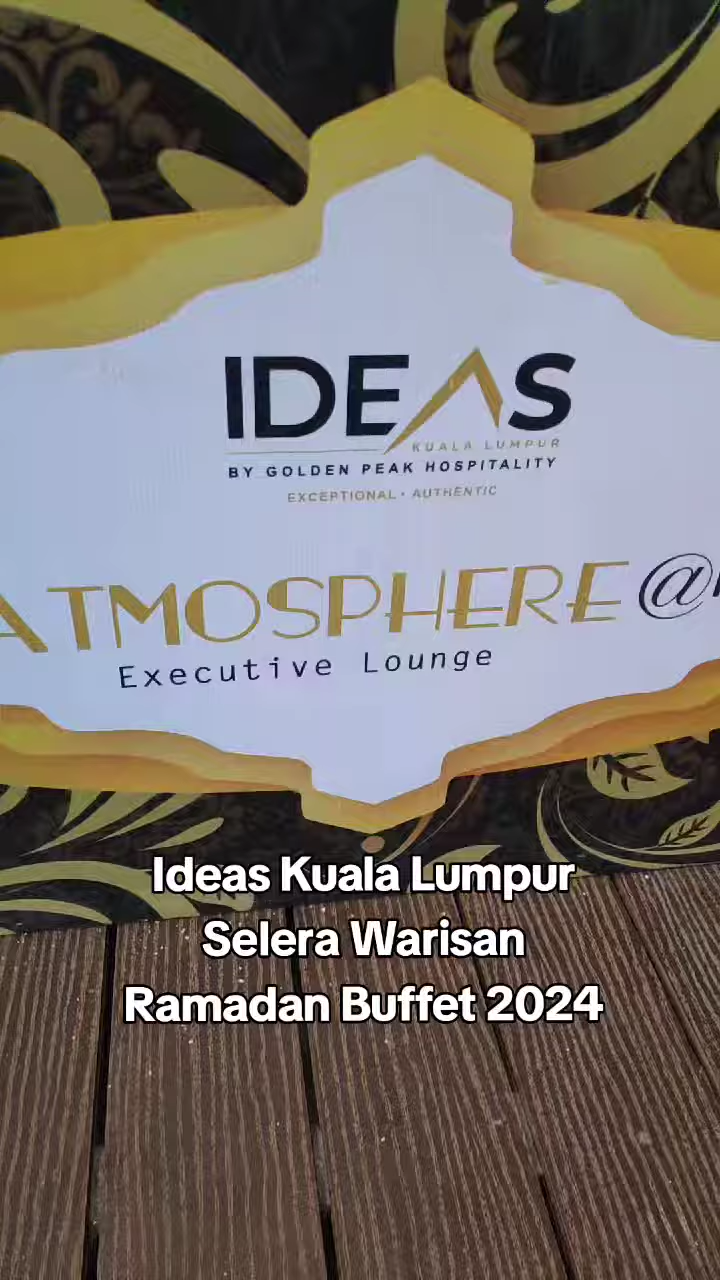 IDEAS
KUALA LUMPUR
BY GOLDEN PEAK HOSPITALITY
EXCEPTIONAL • AUTHENTIC
ATMOSPHERE @
Executive Lounge
Ideas Kuala Lumpur
Selera Warisan
Ramadan Buffet 2024